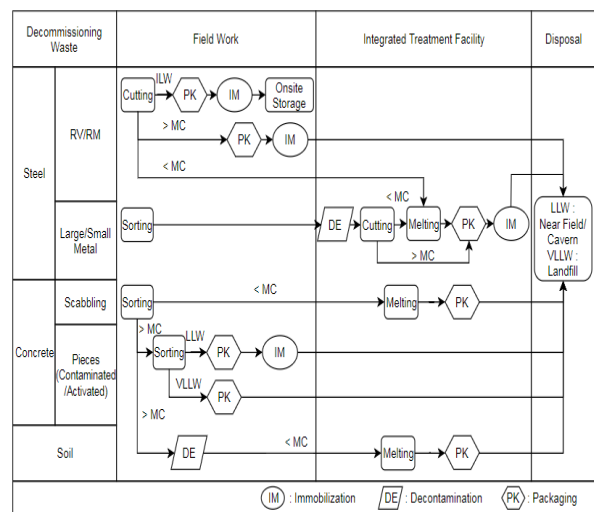 Decommissioning
Waste
Field Work
Integrated Treatment Facility
Disposal
Steel
RV/RM
Cutting
ILW
PK
IM
Onsite
Storage
> MC
PK
IM
< MC
Large/Small
Metal
Sorting
DE
Cutting
< MC
Melting
PK
IM
> MC
LLW :
Near Field/
Cavern
VLLW :
Landfill
Concrete
Scabbling
Sorting
< MC
Melting
PK
> MC
Pieces
(Contaminated
/Activated)
Sorting
LLW
PK
IM
VLLW
PK
> MC
Soil
DE
< MC
Melting
PK
IM : Immobilization
DE : Decontamination
PK : Packaging